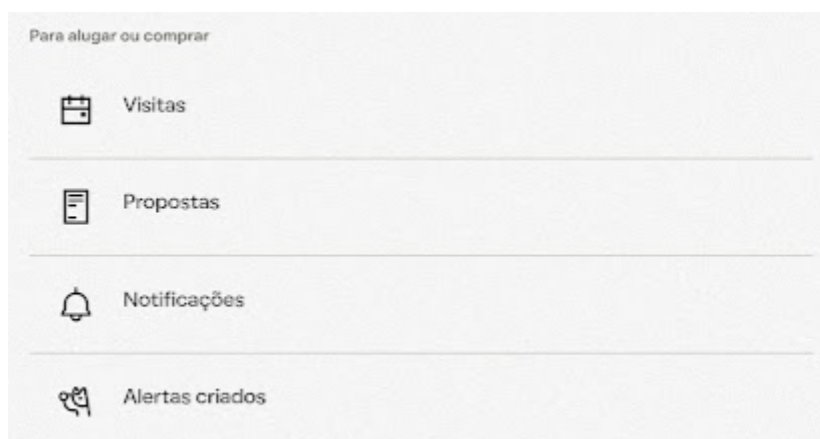 Para alugar ou comprar
Visitas
Propostas
Notificações
Alertas criados